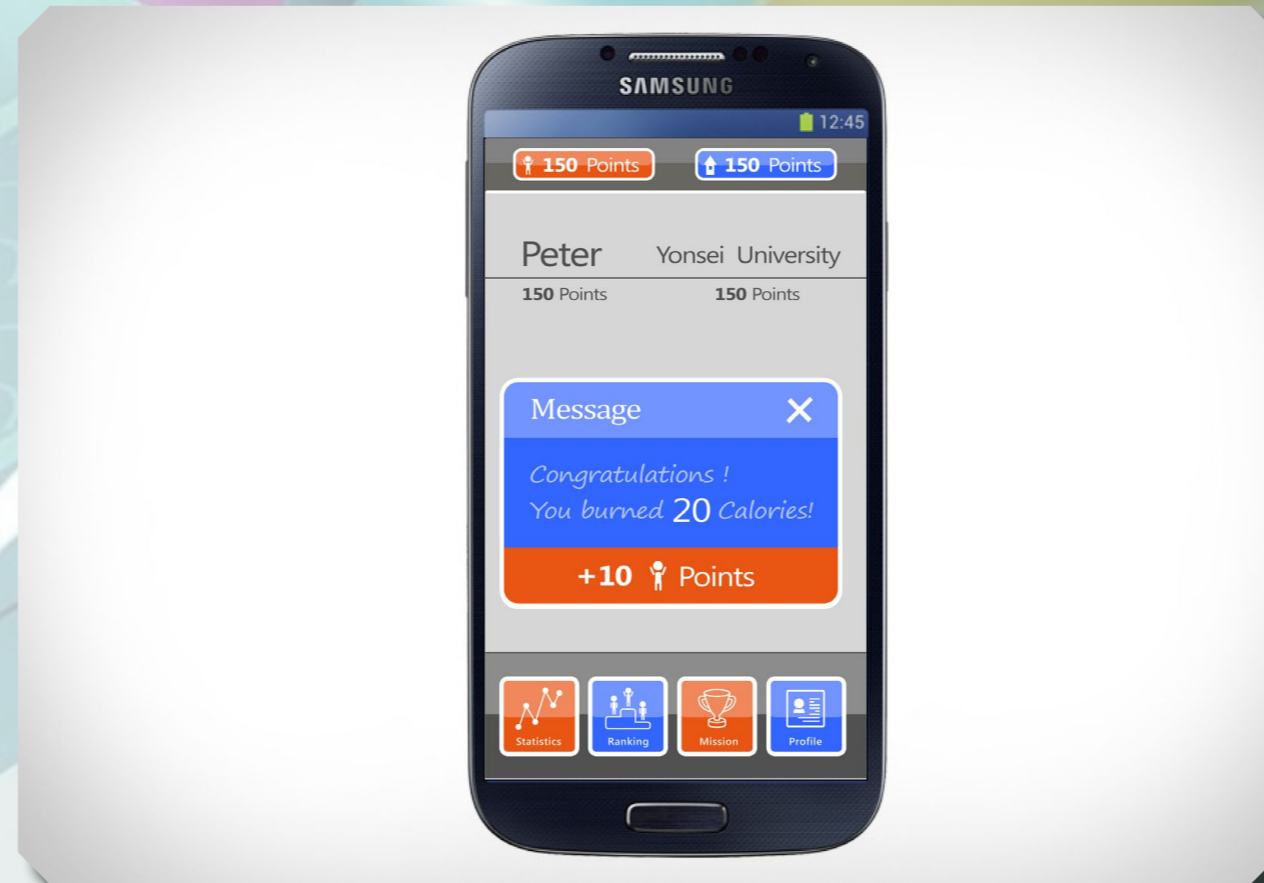 SAMSUNG
12:45
150 Points 150 Points
Peter Yonsei University
150 Points 150 Points
Message
Congratulations !
You burned 20 Calories!
+10 Points
Statistics Ranking Mission Profile